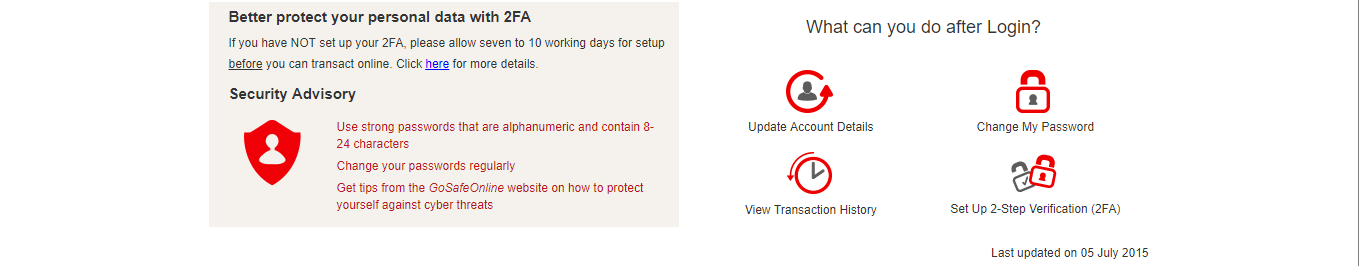 Better protect your personal data with 2FA
If you have NOT set up your 2FA, please allow seven to 10 working days for setup
before you can transact online. Click here for more details.
Security Advisory
Use strong passwords that are alphanumeric and contain 8-
24 characters
Change your passwords regularly
Get tips from the GoSafeOnline website on how to protect
yourself against cyber threats
What can you do after Login?
Update Account Details
Change My Password
View Transaction History
Set Up 2-Step Verification (2FA)
Last updated on 05 July 2015